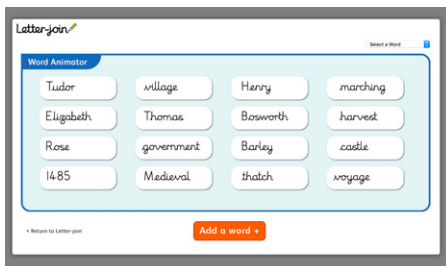 Letter-join
Select a Word
Word Animator
Tudor village Henry marching
Elizabeth Thomas Bosworth harvest
Rose government Barley castle
1485 Medieval thatch voyage
‹ Return to Letter-join
Add a word +